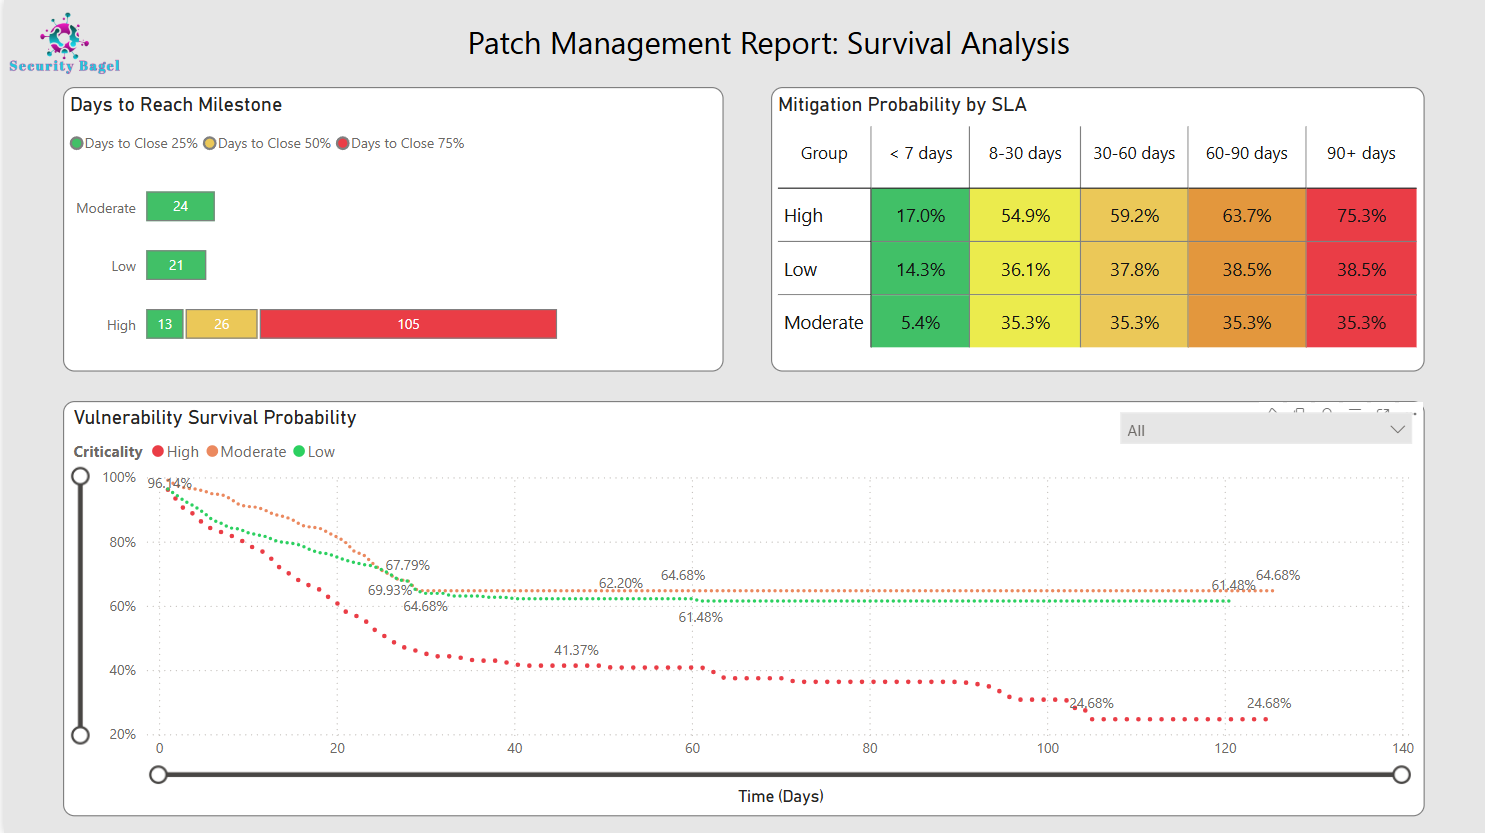 Security Bagel
Patch Management Report: Survival Analysis
Days to Reach Milestone
Days to Close 25% Days to Close 50% Days to Close 75%
Moderate 24
Low 21
High 13 26 105
Mitigation Probability by SLA
Group < 7 days 8-30 days 30-60 days 60-90 days 90+ days
High 17.0% 54.9% 59.2% 63.7% 75.3%
Low 14.3% 36.1% 37.8% 38.5% 38.5%
Moderate 5.4% 35.3% 35.3% 35.3% 35.3%
Vulnerability Survival Probability
All
Criticality High Moderate Low
100%
96.14%
80%
67.79%
69.93%
62.20%
64.68%
61.48%
64.68%
60%
64.68%
61.48%
41.37%
40%
24.68%
24.68%
20%
0 20 40 60 80 100 120 140
Time (Days)